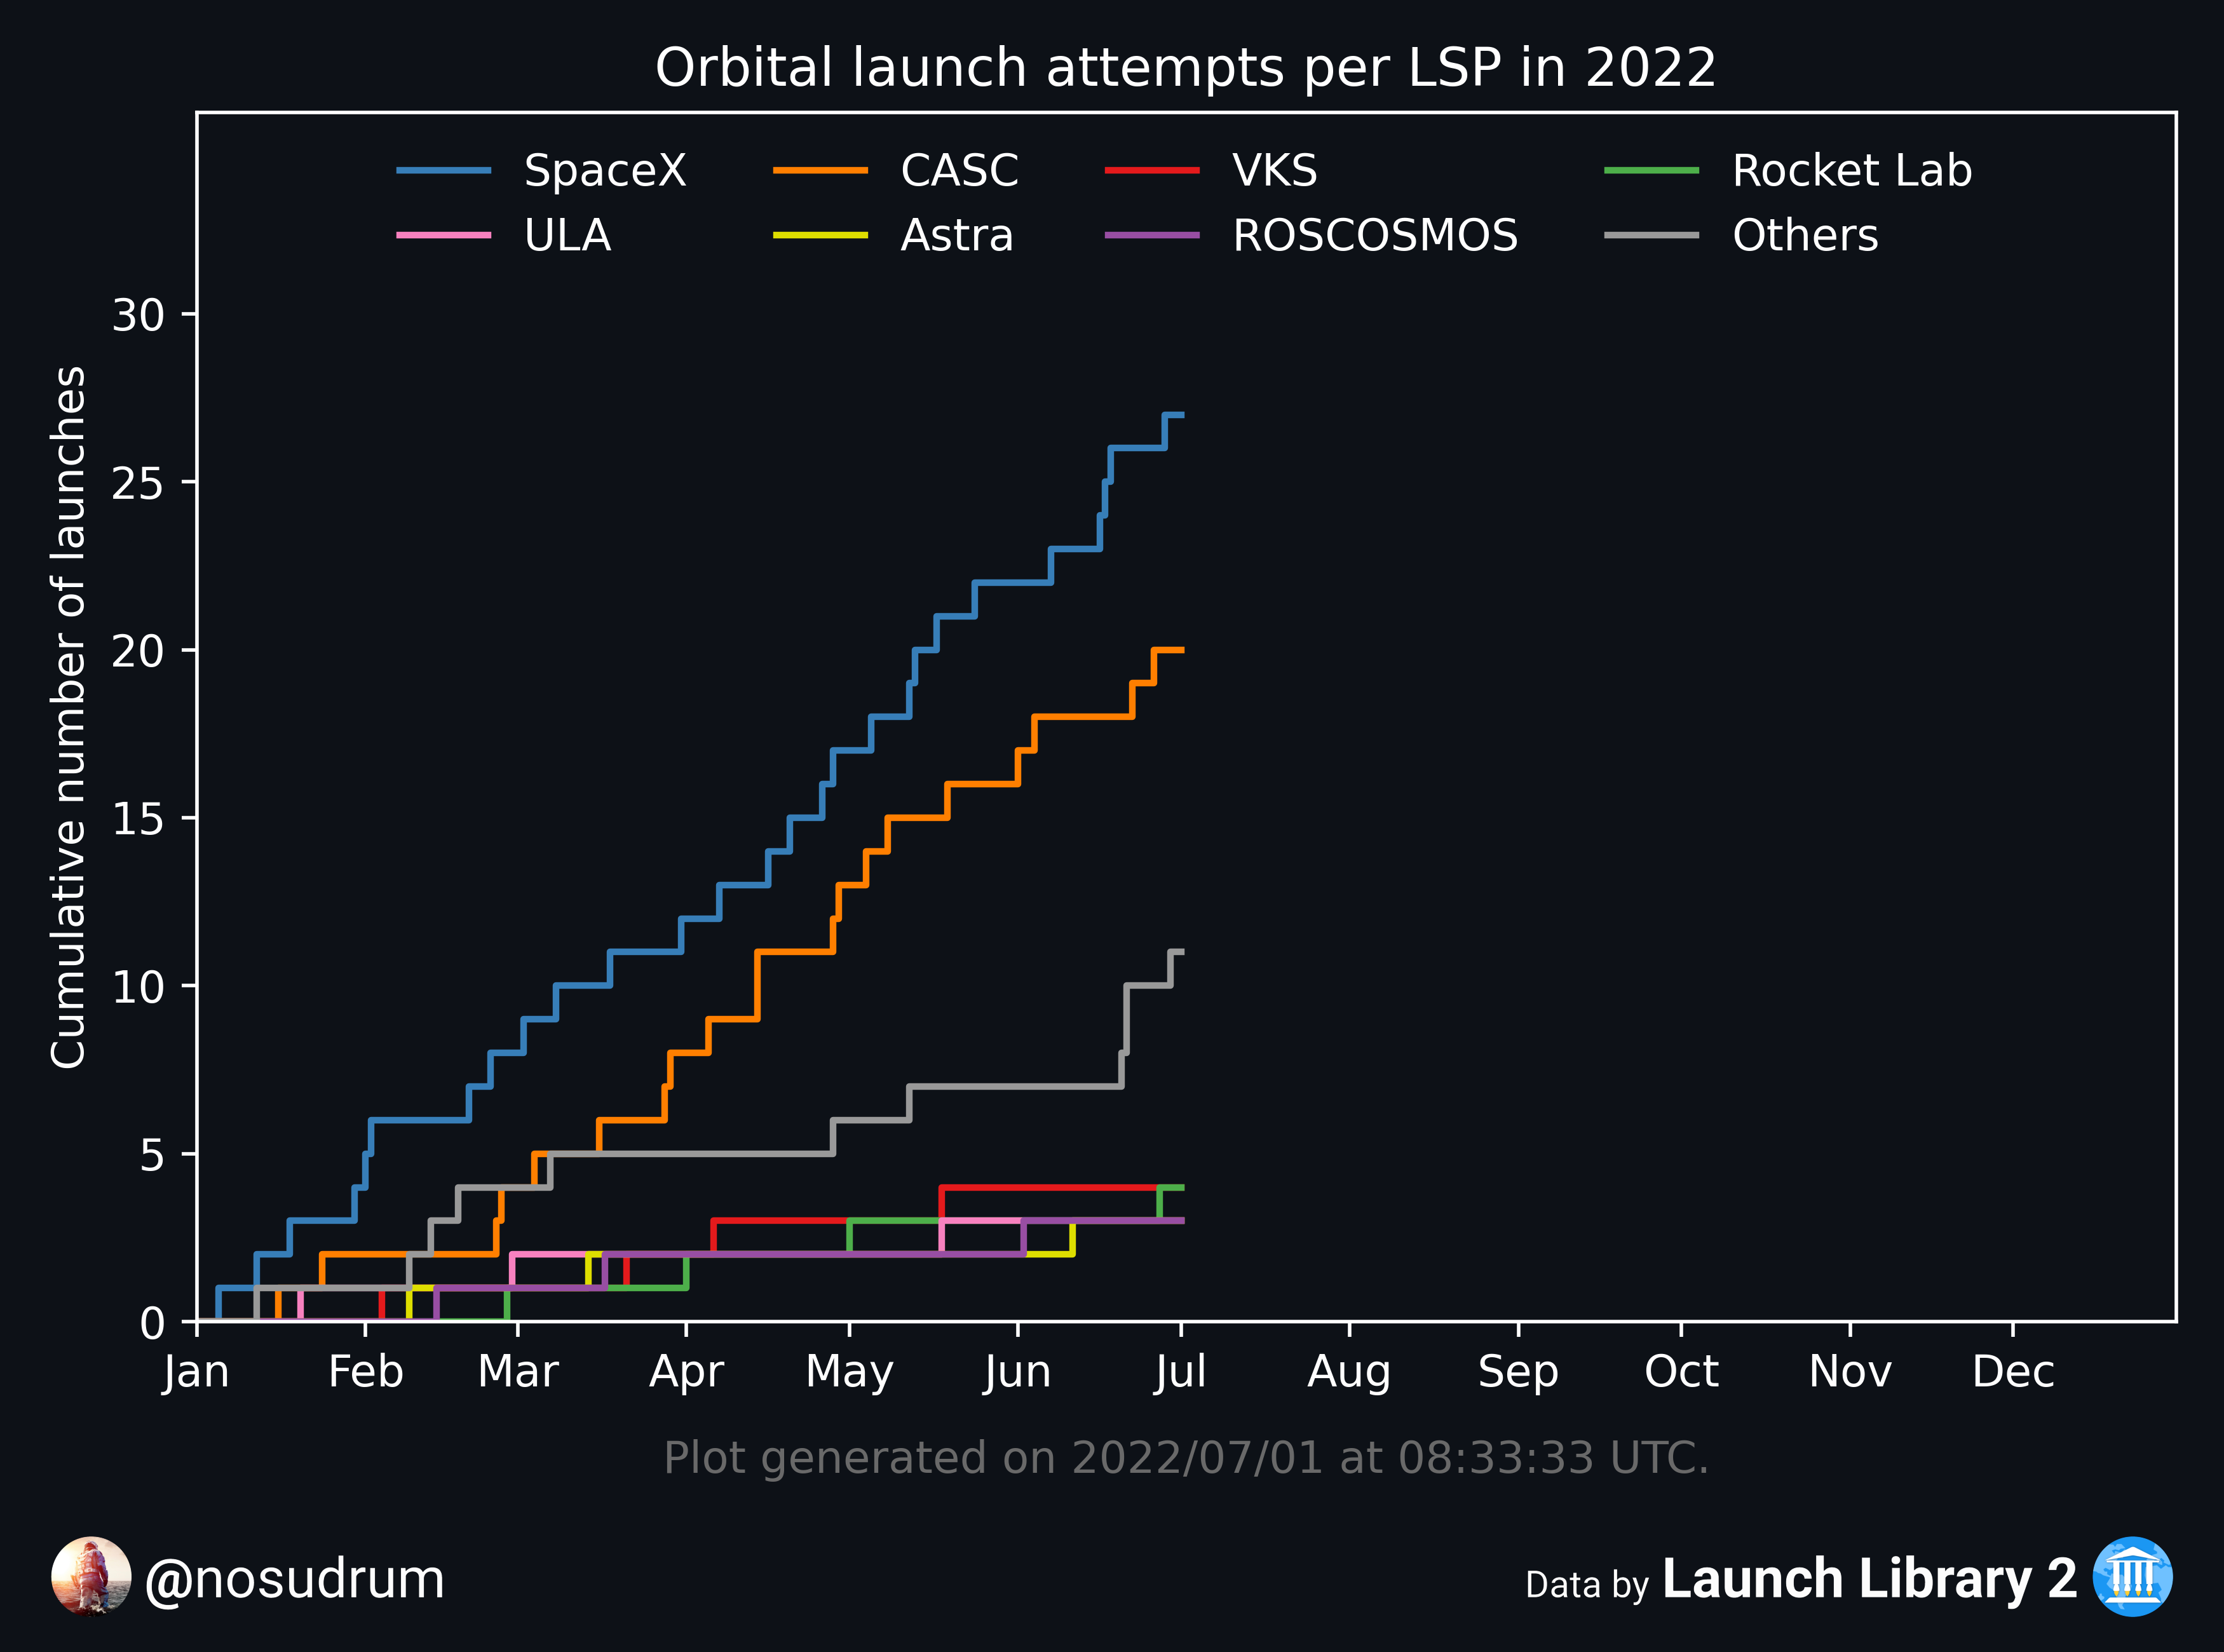 Orbital launch attempts per LSP in 2022
SpaceX CASC VKS Rocket Lab
ULA Astra ROSCOSMOS Others
Cumulative number of launches
30
25
20
15
10
5
0
Jan Feb Mar Apr May Jun Jul Aug Sep Oct Nov Dec
Plot generated on 2022/07/01 at 08:33:33 UTC.
@nosudrum
Data by Launch Library 2